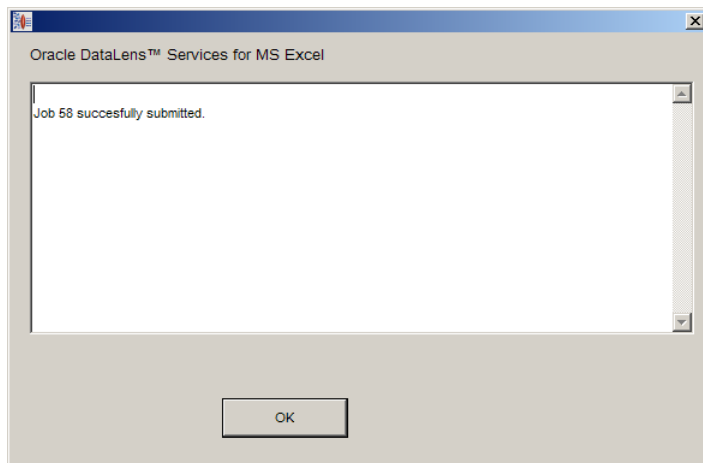 Oracle DataLens™ Services for MS Excel
Job 58 succesfully submitted.
OK